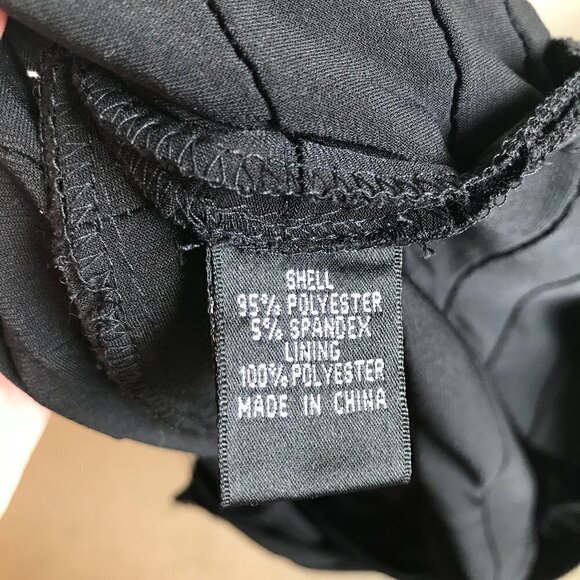 SHELL
95% POLYESTER
5% SPANDEX
LINING
100% POLYESTER
MADE IN CHINA